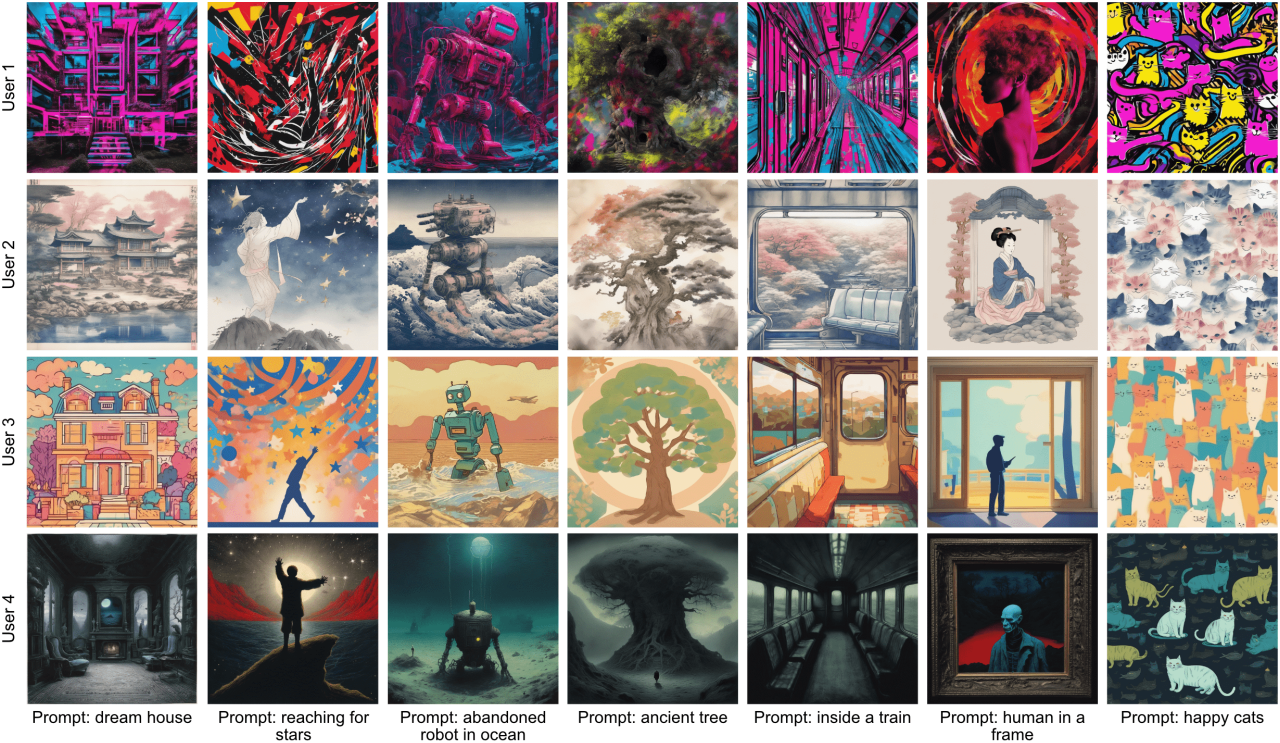 User 1
User 2
User 3
User 4
Prompt: dream house
Prompt: reaching for
stars
Prompt: abandoned
robot in ocean
Prompt: ancient tree
Prompt: inside a train
Prompt: human in a
frame
Prompt: happy cats